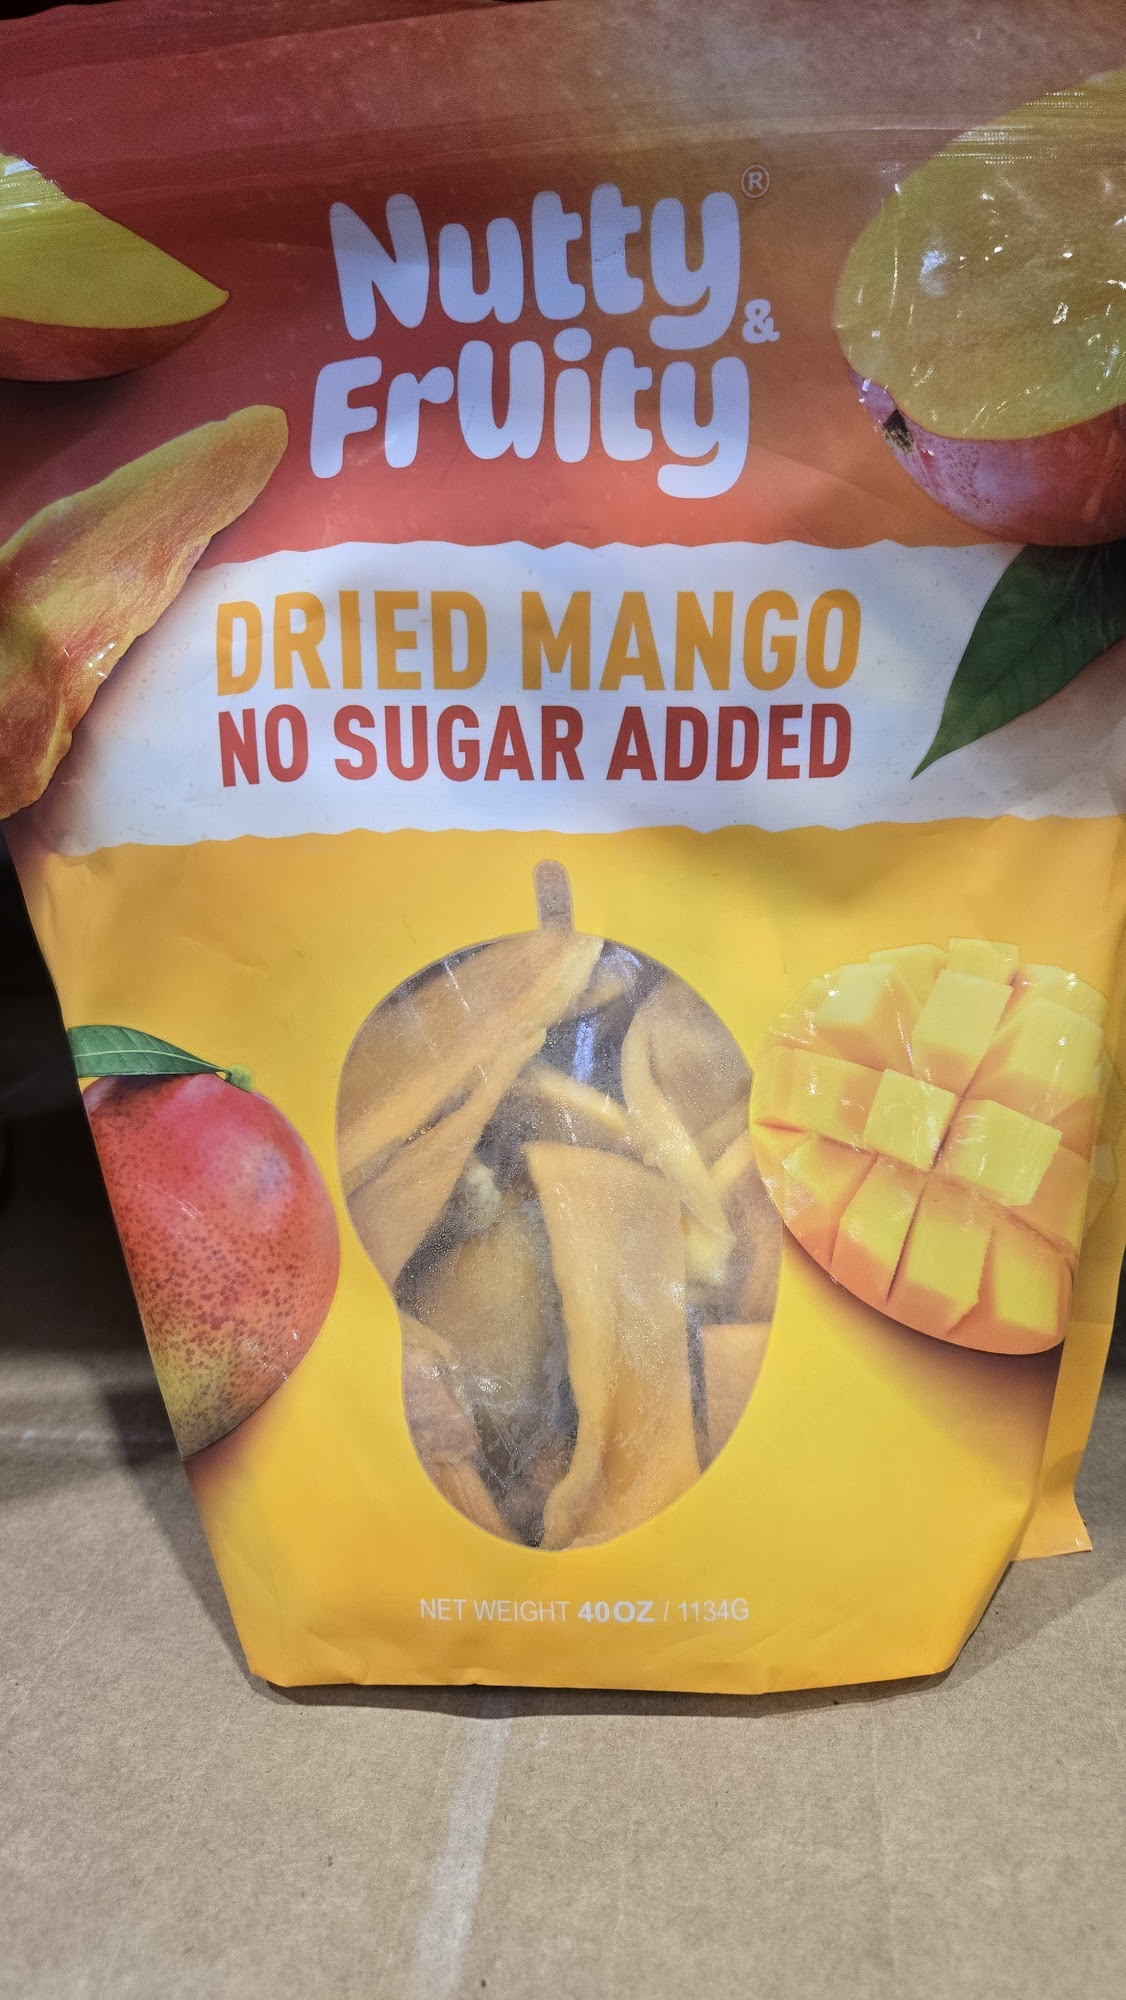 Nutty®
&
Fruity
DRIED MANGO
NO SUGAR ADDED
NET WEIGHT 40OZ / 1134G